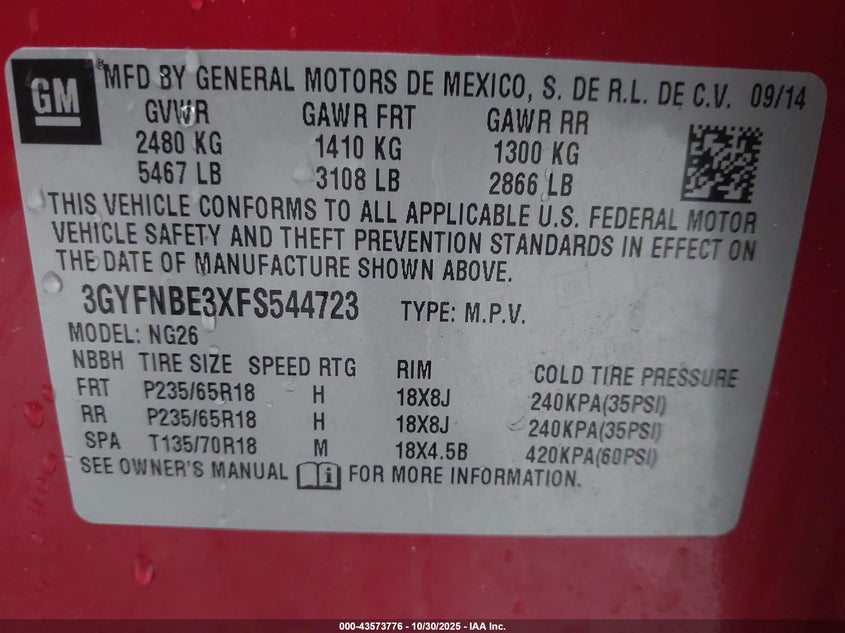 GM
MFD BY GENERAL MOTORS DE MEXICO, S. DE R.L. DE C.V. 09/14
GVWR GAWR FRT GAWR RR
2480 KG 1410 KG 1300 KG
5467 LB 3108 LB 2866 LB
THIS VEHICLE CONFORMS TO ALL APPLICABLE U.S. FEDERAL MOTOR
VEHICLE SAFETY AND THEFT PREVENTION STANDARDS IN EFFECT ON
THE DATE OF MANUFACTURE SHOWN ABOVE.
3GYFNBE3XFS544723 TYPE: M.P.V.
MODEL: NG26
NBBH TIRE SIZE SPEED RTG RIM COLD TIRE PRESSURE
FRT P235/65R18 H 18X8J 240KPA(35PSI)
RR P235/65R18 H 18X8J 240KPA(35PSI)
SPA T135/70R18 M 18X4.5B 420KPA(60PSI)
SEE OWNER'S MANUAL FOR MORE INFORMATION.
000-43573776 - 10/30/2025 - IAA Inc.